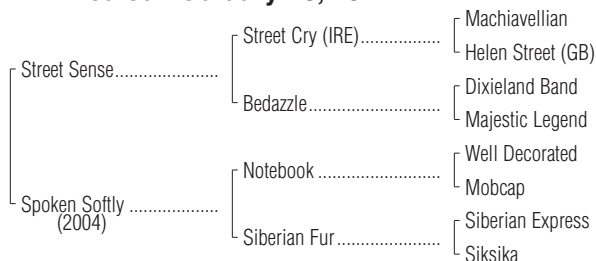 Machiavellian
Street Cry (IRE)
Helen Street (GB)
Street Sense
Dixieland Band
Bedazzle
Majestic Legend
Well Decorated
Notebook
Mobcap
Spoken Softly
(2004)
Siberian Express
Siberian Fur
Siksika